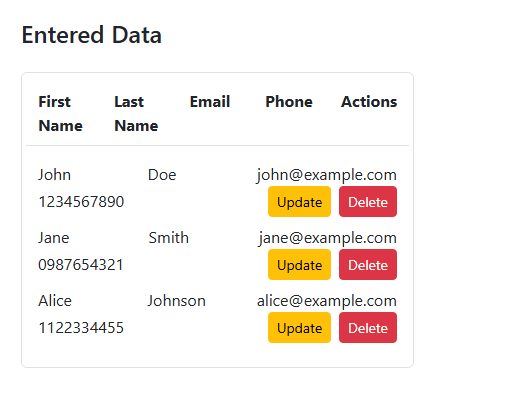 Entered Data
First Name Last Name Email Phone Actions
John Doe john@example.com
1234567890 Update Delete
Jane Smith jane@example.com
0987654321 Update Delete
Alice Johnson alice@example.com
1122334455 Update Delete